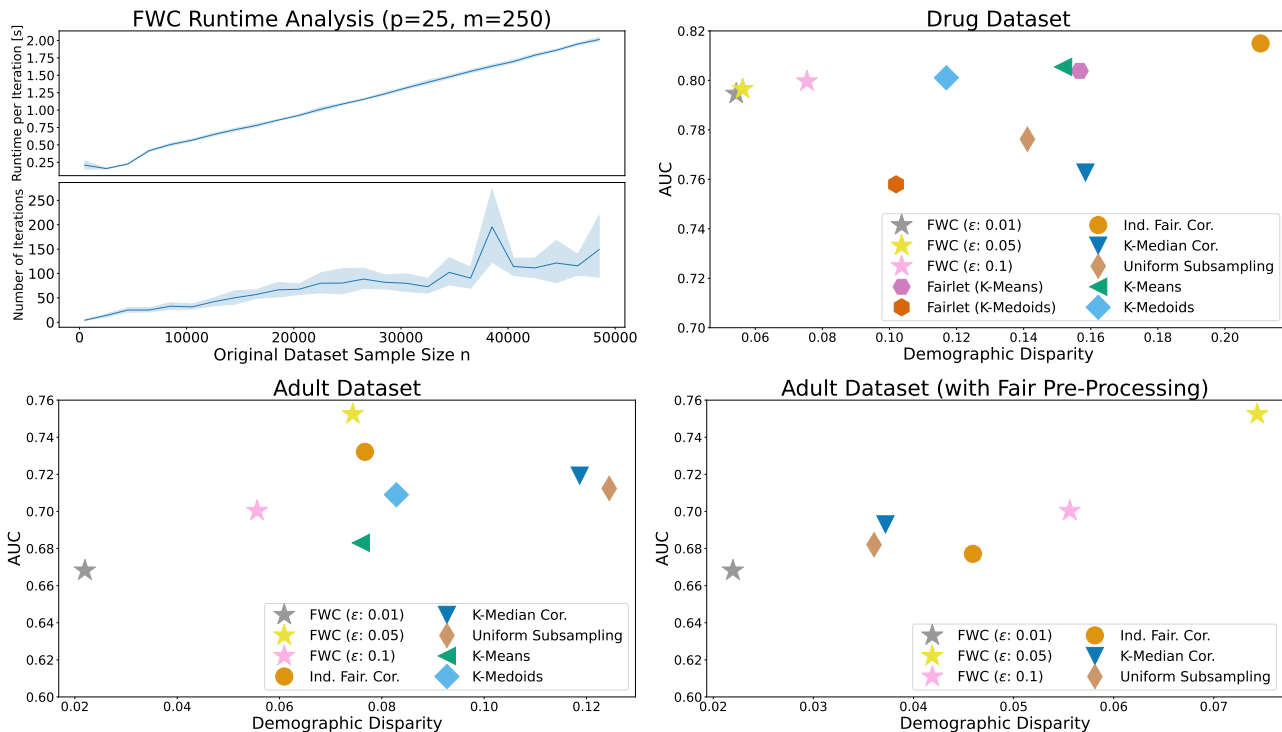 FWC Runtime Analysis (p=25, m=250)
Runtime per Iteration [s]
2.00
1.75
1.50
1.25
1.00
0.75
0.50
0.25
Number of Iterations
250
200
150
100
50
0
0 10000 20000 30000 40000 50000
Original Dataset Sample Size n
Drug Dataset
AUC
0.82
0.80
0.78
0.76
0.74
0.72
0.70
FWC (ε: 0.01)
FWC (ε: 0.05)
FWC (ε: 0.1)
Fairlet (K-Means)
Fairlet (K-Medoids)
Ind. Fair. Cor.
K-Median Cor.
Uniform Subsampling
K-Means
K-Medoids
0.06 0.08 0.10 0.12 0.14 0.16 0.18 0.20
Demographic Disparity
Adult Dataset
AUC
0.76
0.74
0.72
0.70
0.68
0.66
0.64
0.62
0.60
FWC (ε: 0.01)
FWC (ε: 0.05)
FWC (ε: 0.1)
Ind. Fair. Cor.
K-Median Cor.
Uniform Subsampling
K-Means
K-Medoids
0.02 0.04 0.06 0.08 0.10 0.12
Demographic Disparity
Adult Dataset (with Fair Pre-Processing)
AUC
0.76
0.74
0.72
0.70
0.68
0.66
0.64
0.62
0.60
FWC (ε: 0.01)
FWC (ε: 0.05)
FWC (ε: 0.1)
Ind. Fair. Cor.
K-Median Cor.
Uniform Subsampling
0.02 0.03 0.04 0.05 0.06 0.07
Demographic Disparity